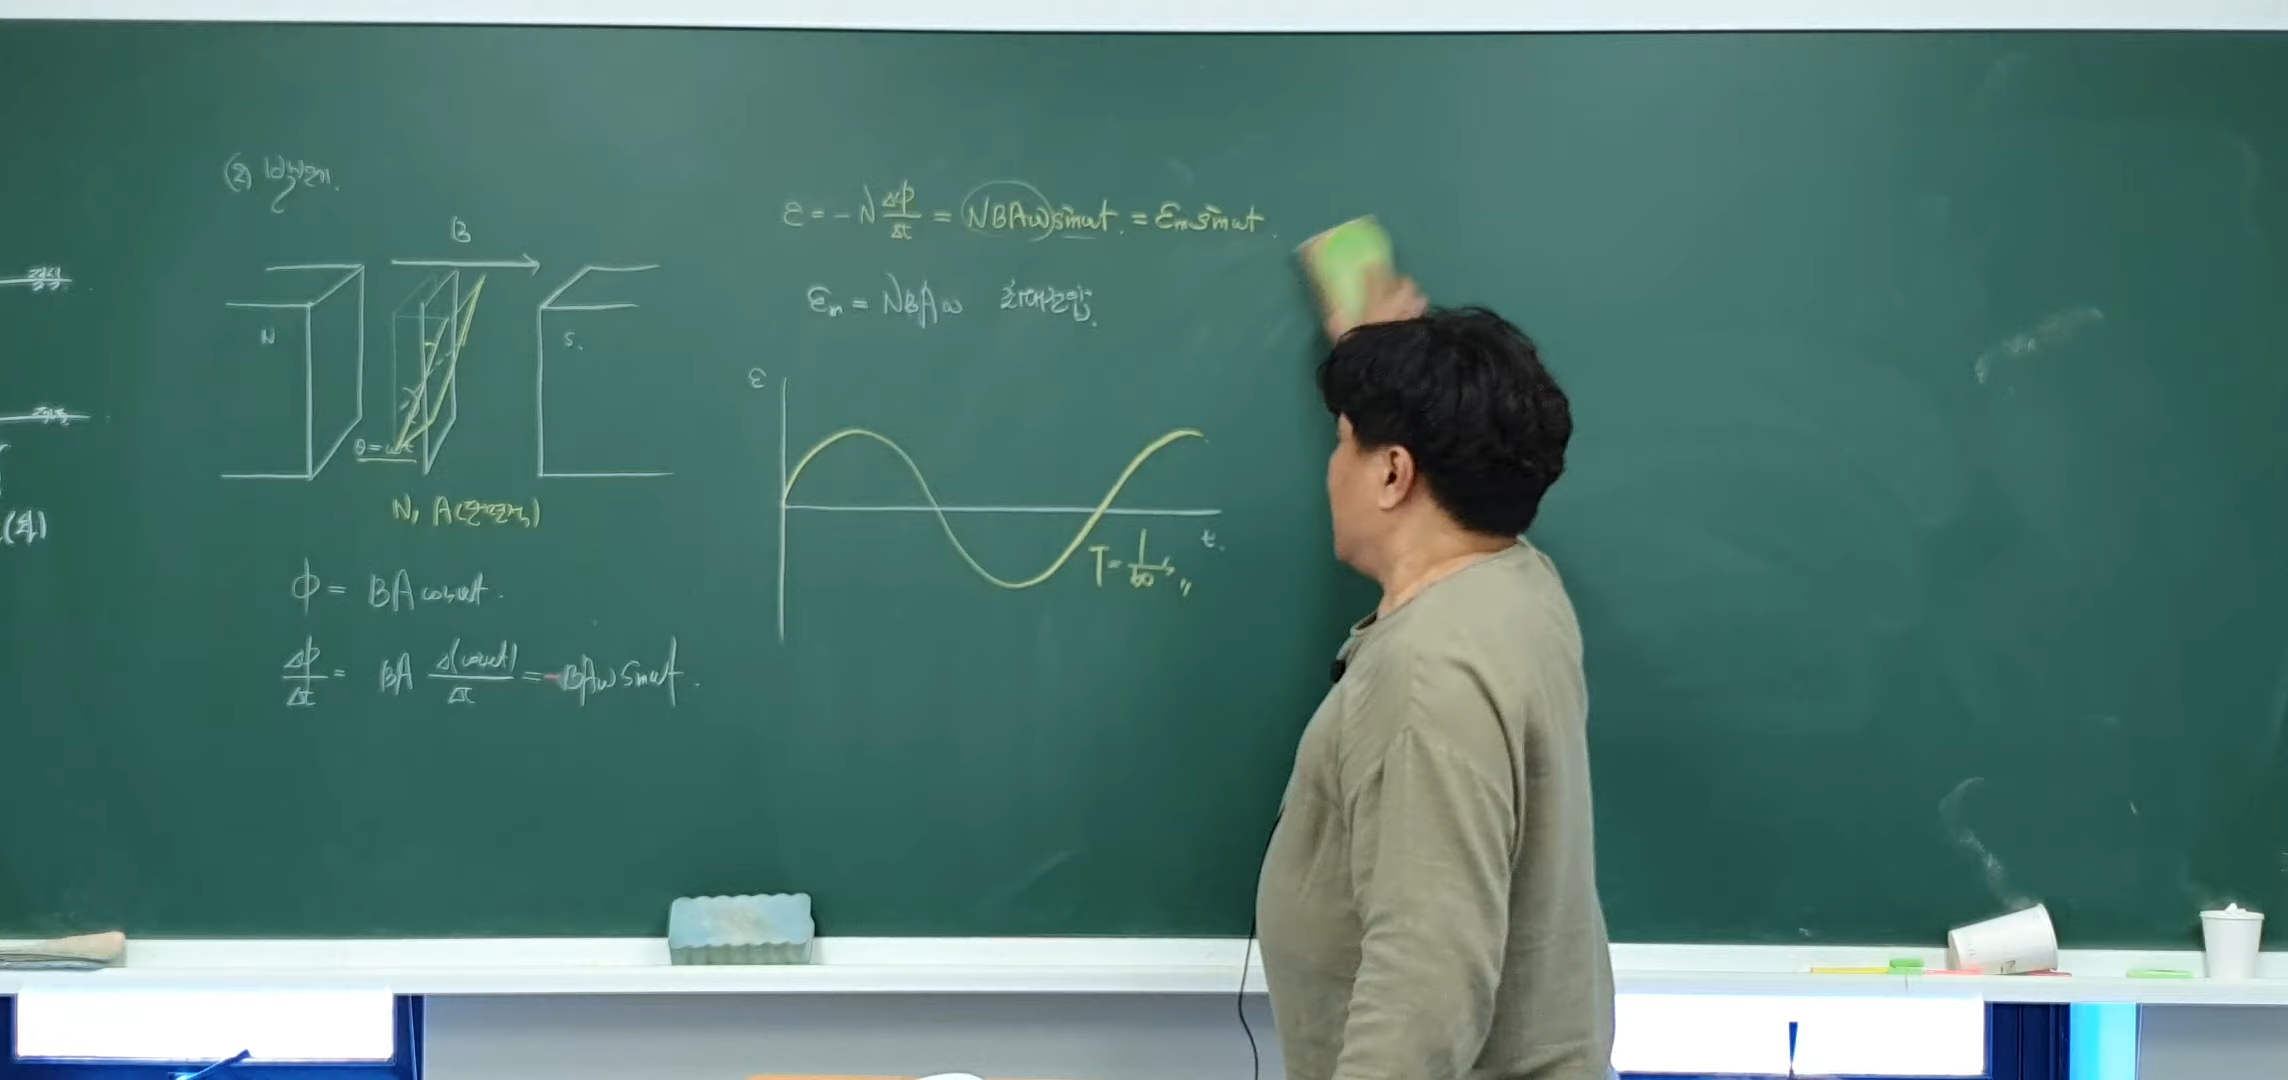 (2) 발전기.
B
N
S.
θ = ωt
N, A(단면적)
ϕ = BA cosωt.
Δϕ/Δt = BA Δ(cosωt)/Δt = -BAω sinωt.
ε = -N Δϕ/Δt = NBAω sinωt. = εm sinωt.
εm = NBAω 최대전압.
ε
t.
T = 1/60 s,,